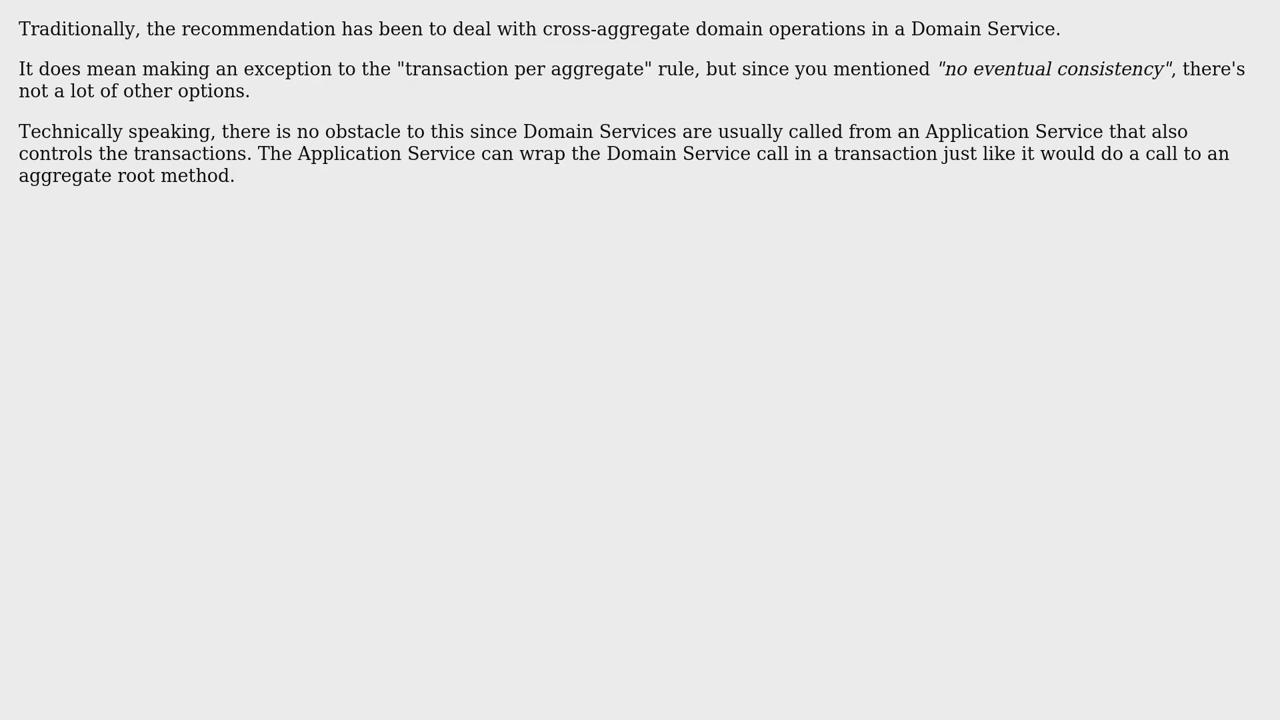 Traditionally, the recommendation has been to deal with cross-aggregate domain operations in a Domain Service.
It does mean making an exception to the "transaction per aggregate" rule, but since you mentioned "no eventual consistency", there's
not a lot of other options.
Technically speaking, there is no obstacle to this since Domain Services are usually called from an Application Service that also
controls the transactions. The Application Service can wrap the Domain Service call in a transaction just like it would do a call to an
aggregate root method.